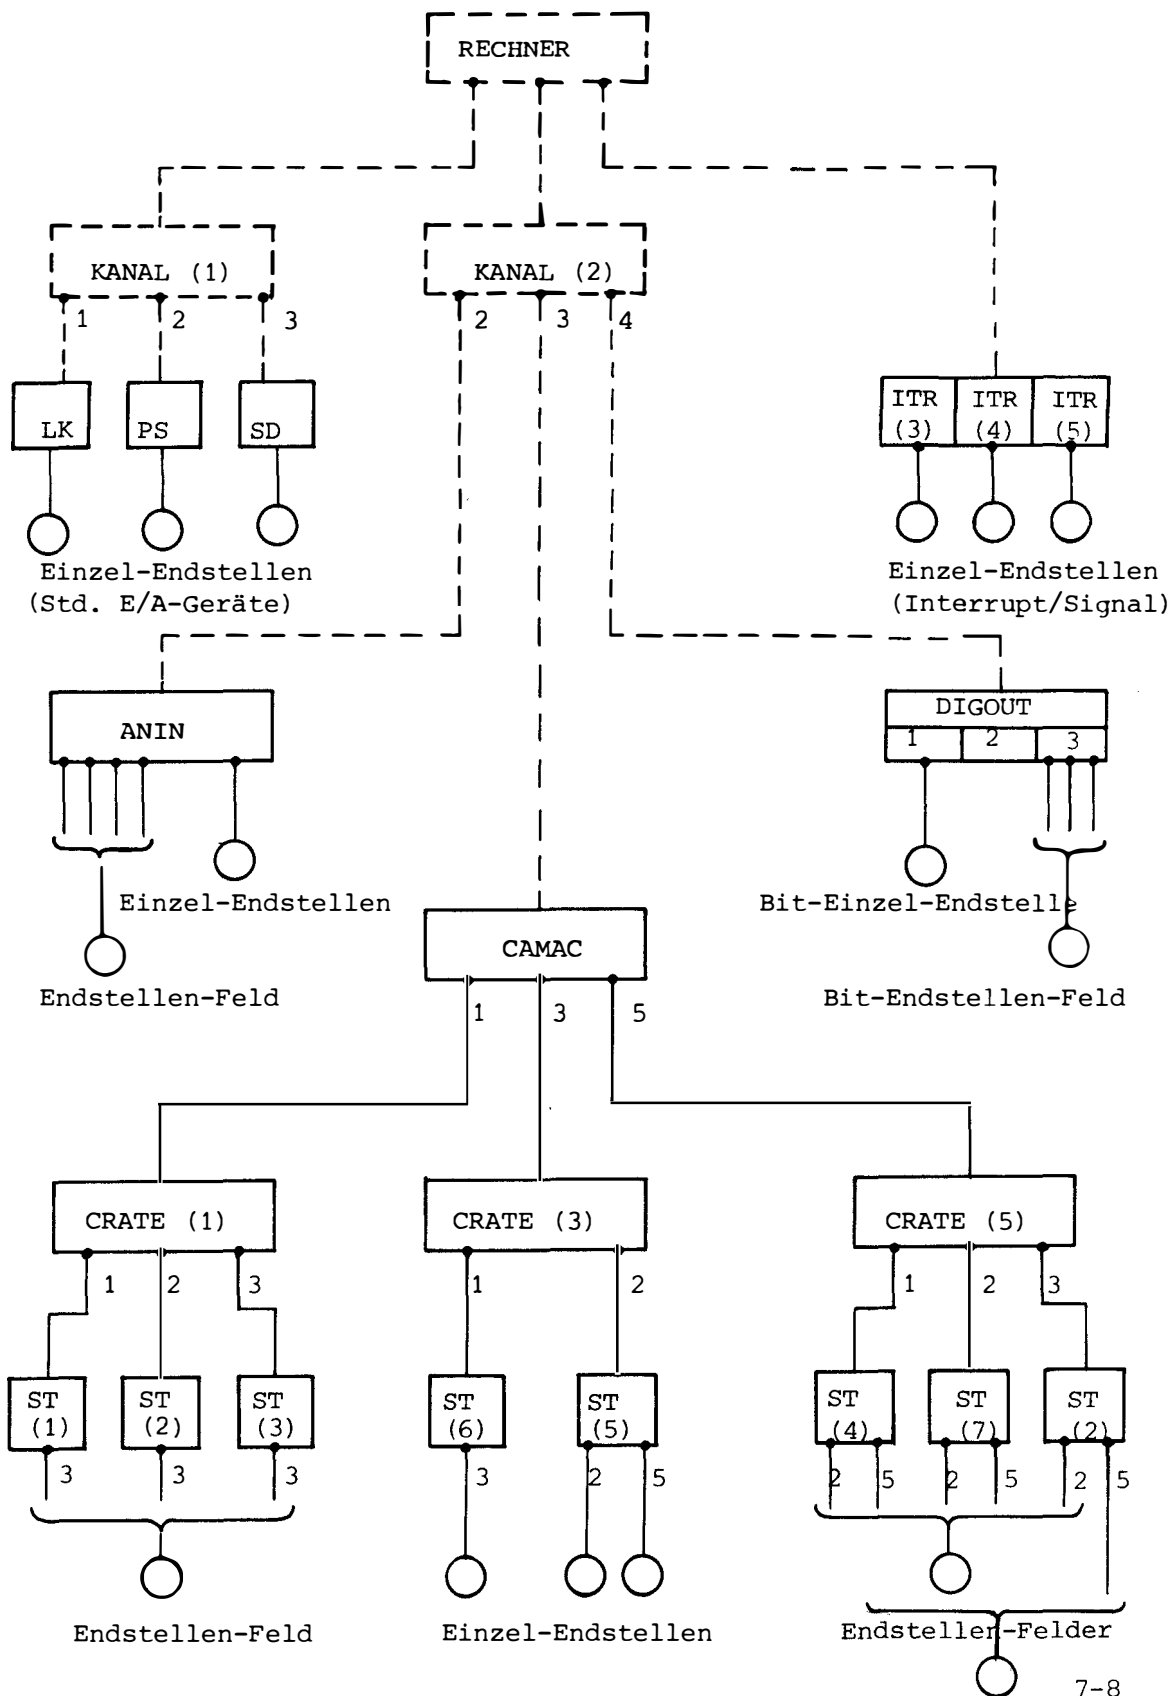 RECHNER
KANAL (1)
KANAL (2)
1 2 3
2 3 4
LK PS SD
ITR ITR ITR
(3) (4) (5)
Einzel-Endstellen
(Std. E/A-Geräte)
Einzel-Endstellen
(Interrupt/Signal)
ANIN
DIGOUT
1 2 3
Einzel-Endstellen
Bit-Einzel-Endstelle
CAMAC
Endstellen-Feld
Bit-Endstellen-Feld
1 3 5
CRATE (1)
CRATE (3)
CRATE (5)
1 2 3
1 2
1 2 3
ST ST ST
(1) (2) (3)
ST ST
(6) (5)
ST ST ST
(4) (7) (2)
3 3 3
3 2 5
2 5 2 5 2 5
Endstellen-Feld
Einzel-Endstellen
Endstellen-Felder
7-8